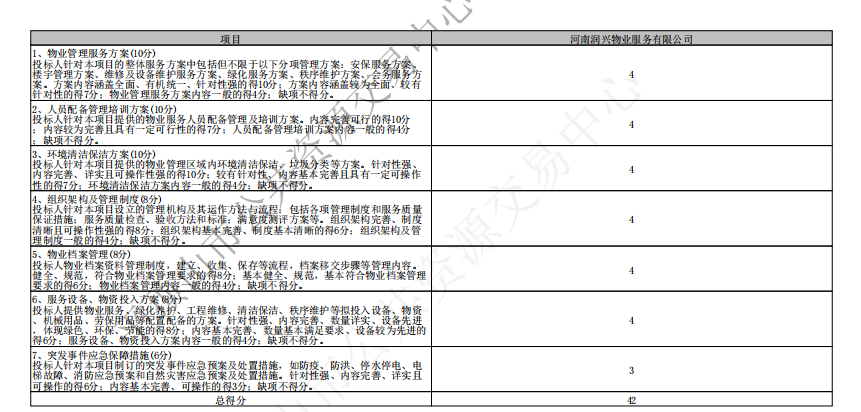 项目 河南润兴物业服务有限公司
1、物业管理服务方案(10分)
投标人针对本项目的整体服务方案中包括但不限于以下分项管理方案：安保服务方案、
楼宇管理方案、维修及设备维护服务方案、绿化服务方案、秩序维护方案、会务服务方
案。方案内容涵盖全面、有机统一、针对性强的得10分；方案内容涵盖较为全面、较有
针对性的得7分；物业管理服务方案内容一般的得4分；缺项不得分。
4
2、人员配备管理培训方案(10分)
投标人针对本项目提供的物业服务人员配备管理及培训方案。内容完善可行的得10分
；内容较为完善且具有一定可行性的得7分；人员配备管理培训方案内容一般的得4分
；缺项不得分。
4
3、环境清洁保洁方案(10分)
投标人针对本项目提供的物业管理区域内环境清洁保洁、垃圾分类等方案。针对性强、
内容完善、详实且可操作性强的得10分；较有针对性、内容基本完善且具有一定可操作
性的得7分；环境清洁保洁方案内容一般的得4分；缺项不得分。
4
4、组织架构及管理制度(8分)
投标人针对本项目设立的管理机构及其运作方法与流程；包括各项管理制度和服务质量
保证措施；服务质量检查、验收方法和标准；满意度测评方案等。组织架构完善、制度
清晰且可操作性强的得8分；组织架构基本完善、制度基本清晰的得6分；组织架构及管
理制度一般的得4分；缺项不得分。
4
5、物业档案管理(8分)
投标人物业档案资料管理制度，建立、收集、保存等流程，档案移交步骤等管理内容。
健全、规范，符合物业档案管理要求的得8分；基本健全、规范，基本符合物业档案管理
要求的得6分；物业档案管理内容一般的得4分；缺项不得分。
4
6、服务设备、物资投入方案(8分)
投标人提供物业服务、绿化养护、工程维修、清洁保洁、秩序维护等拟投入设备、物资
、机械用品、劳保用品等配置配备的方案。针对性强、内容完善、数量详实、设备先进
、体现绿色、环保、节能的得8分；内容基本完善、数量基本满足要求、设备较为先进的
得6分；服务设备、物资投入方案内容一般的得4分；缺项不得分。
4
7、突发事件应急保障措施(6分)
投标人针对本项目制订的突发事件应急预案及处置措施，如防疫、防洪、停水停电、电
梯故障、消防应急预案和自然灾害应急预案及处置措施。针对性强、内容完善、详实且
可操作的得6分；内容基本完善、可操作的得3分；缺项不得分。
3
总得分 42
山市公共资源交易中心
山公共资源交易中心